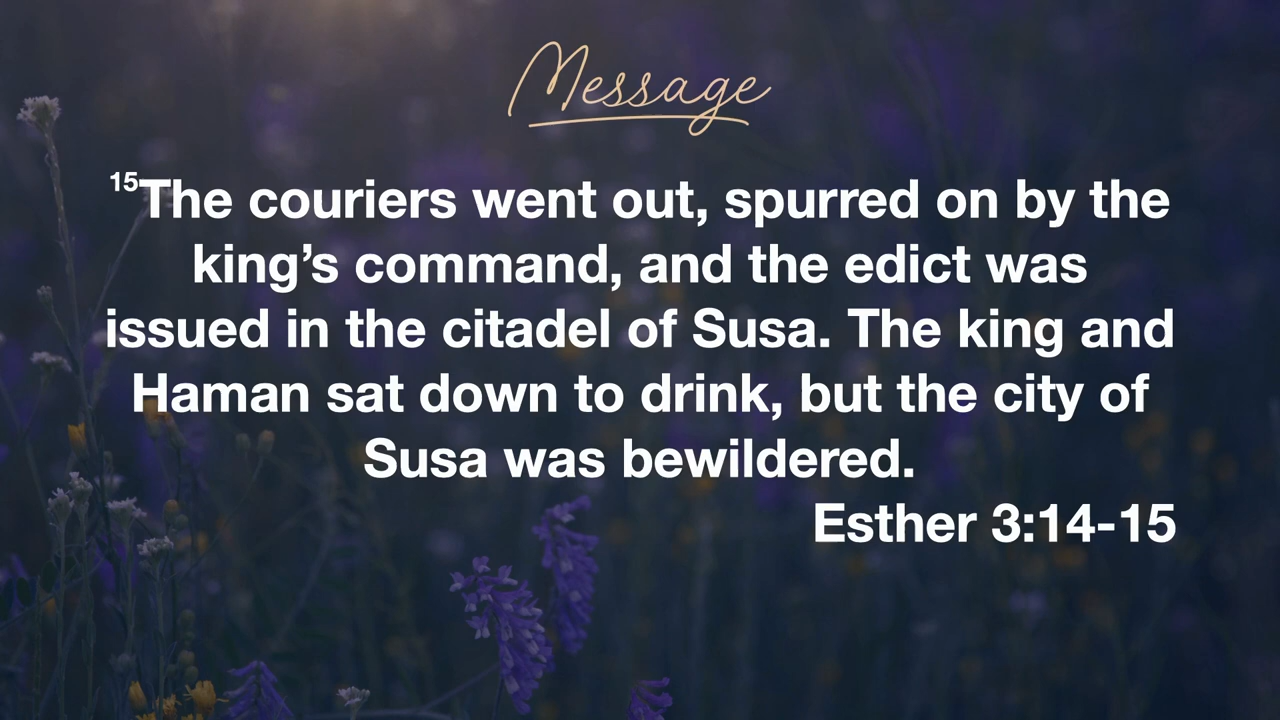 Message
15The couriers went out, spurred on by the
king’s command, and the edict was
issued in the citadel of Susa. The king and
Haman sat down to drink, but the city of
Susa was bewildered.
Esther 3:14-15